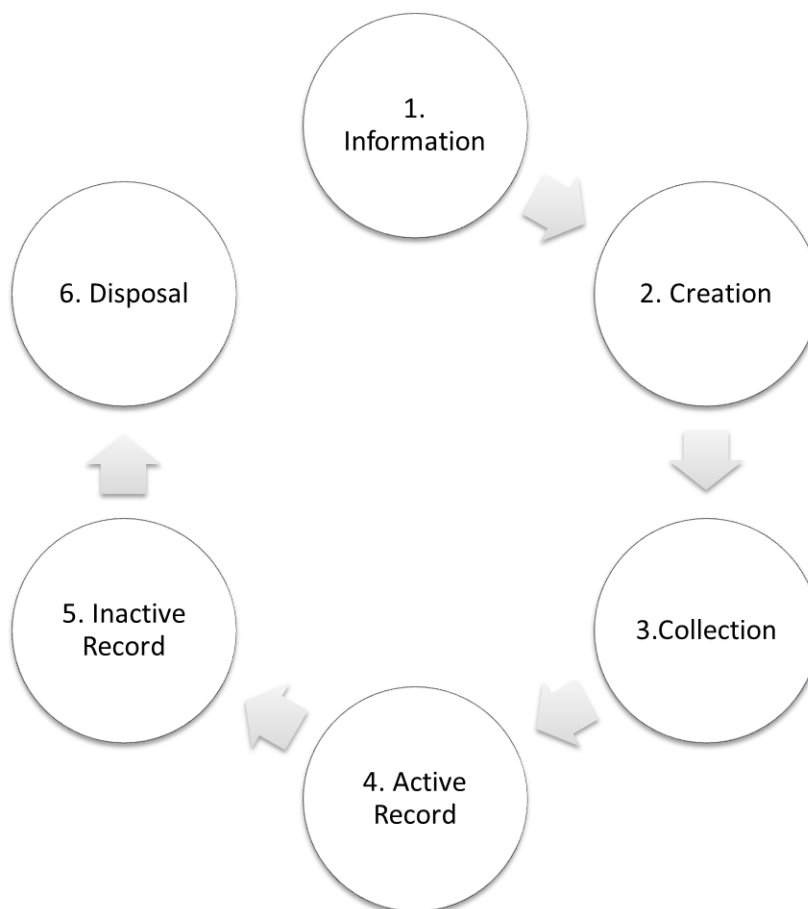 1.
Information
2. Creation
3.Collection
4. Active
Record
5. Inactive
Record
6. Disposal